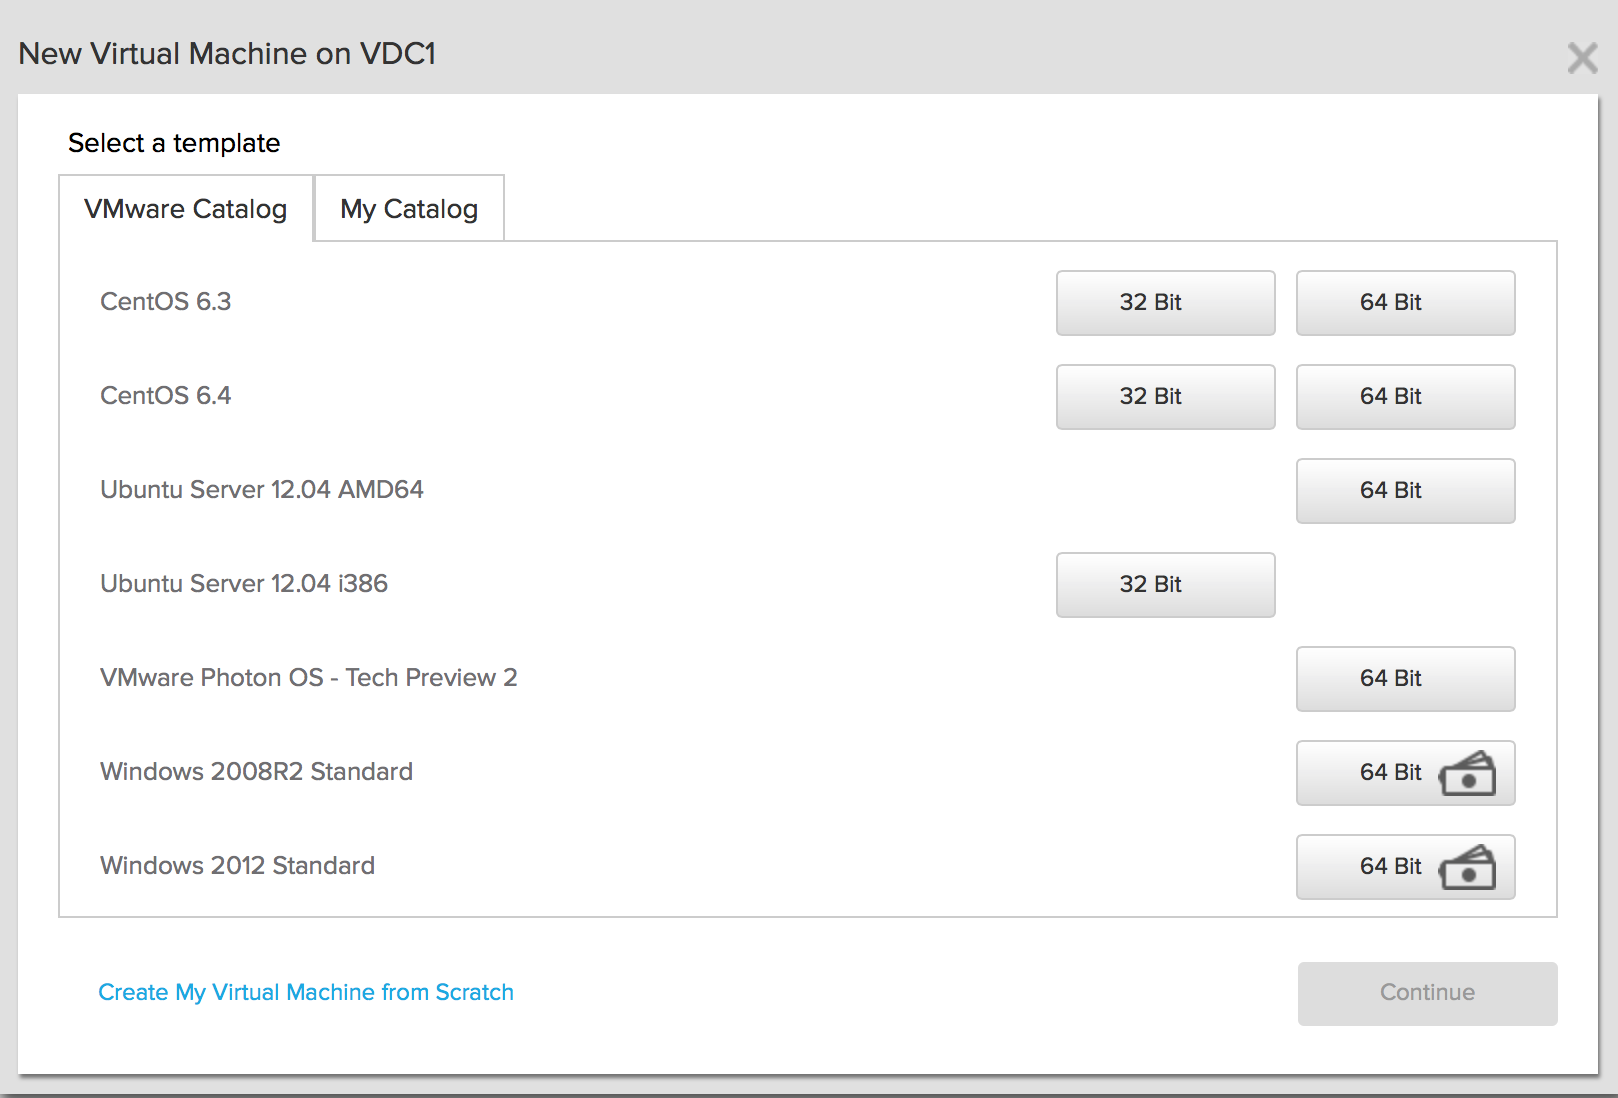 New Virtual Machine on VDC1
Select a template
VMware Catalog My Catalog
CentOS 6.3 32 Bit 64 Bit
CentOS 6.4 32 Bit 64 Bit
Ubuntu Server 12.04 AMD64 64 Bit
Ubuntu Server 12.04 i386 32 Bit
VMware Photon OS - Tech Preview 2 64 Bit
Windows 2008R2 Standard 64 Bit
Windows 2012 Standard 64 Bit
Create My Virtual Machine from Scratch Continue